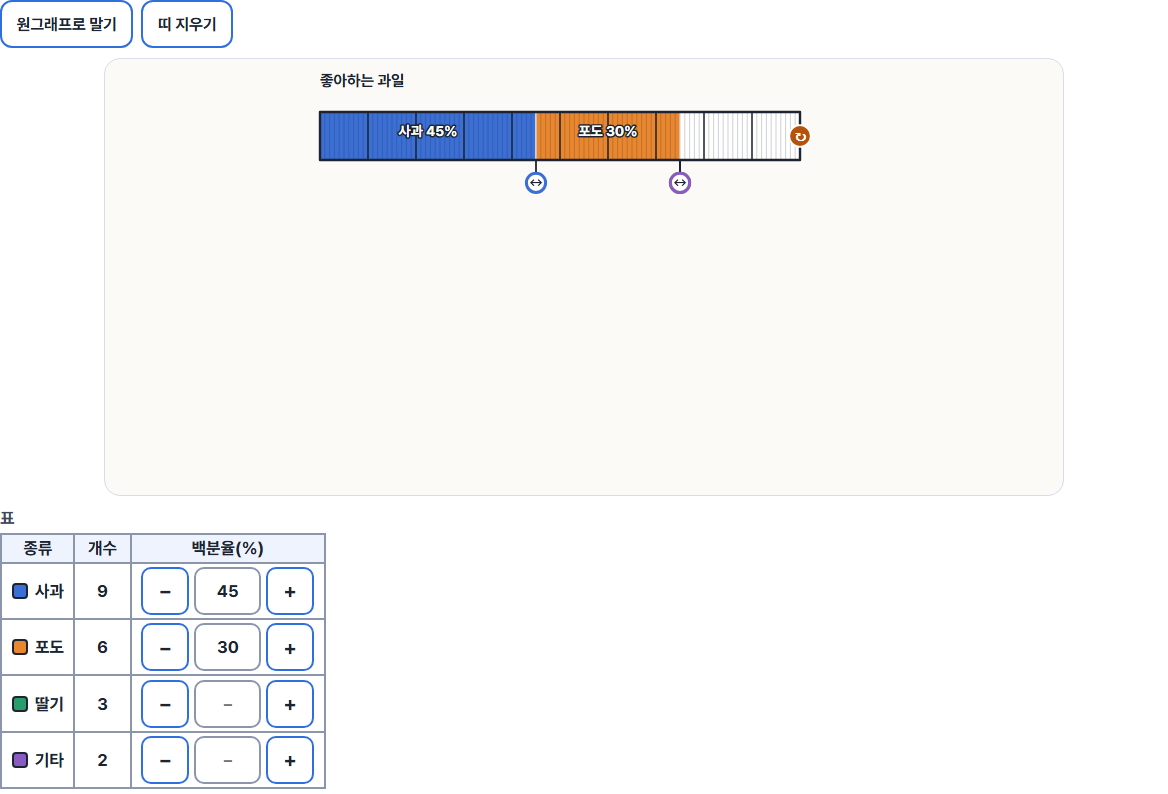 원그래프로 말기 띠 지우기
좋아하는 과일
사과 45% 포도 30%
표
종류 개수 백분율(%)
사과 9 − 45 +
포도 6 − 30 +
딸기 3 − – +
기타 2 − – +